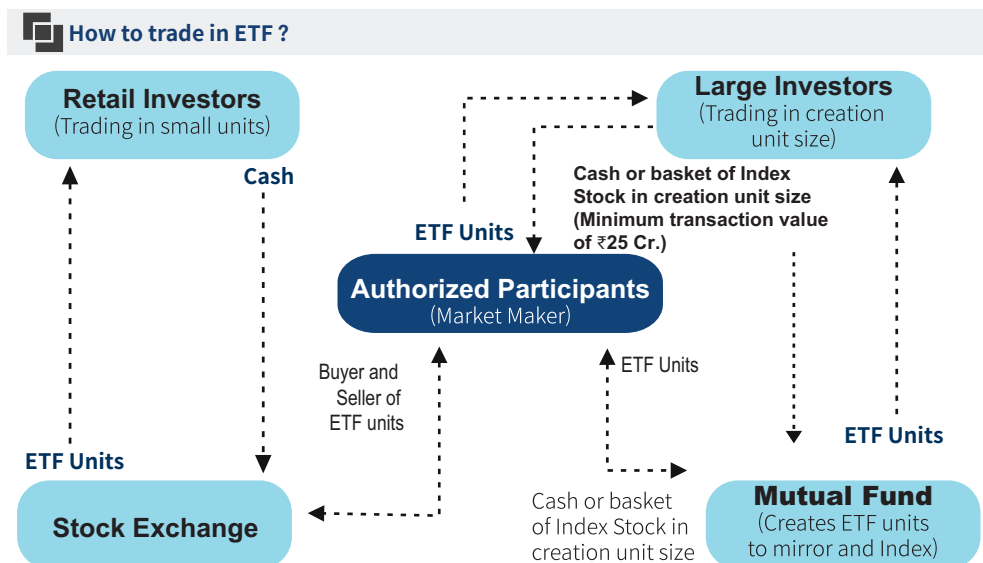 How to trade in ETF ?
Retail Investors
(Trading in small units)
Large Investors
(Trading in creation
unit size)
Cash
Cash or basket of Index
Stock in creation unit size
(Minimum transaction value
of ₹25 Cr.)
ETF Units
Authorized Participants
(Market Maker)
Buyer and
Seller of
ETF units
ETF Units
ETF Units
ETF Units
Stock Exchange
Cash or basket
of Index Stock in
creation unit size
Mutual Fund
(Creates ETF units
to mirror and Index)